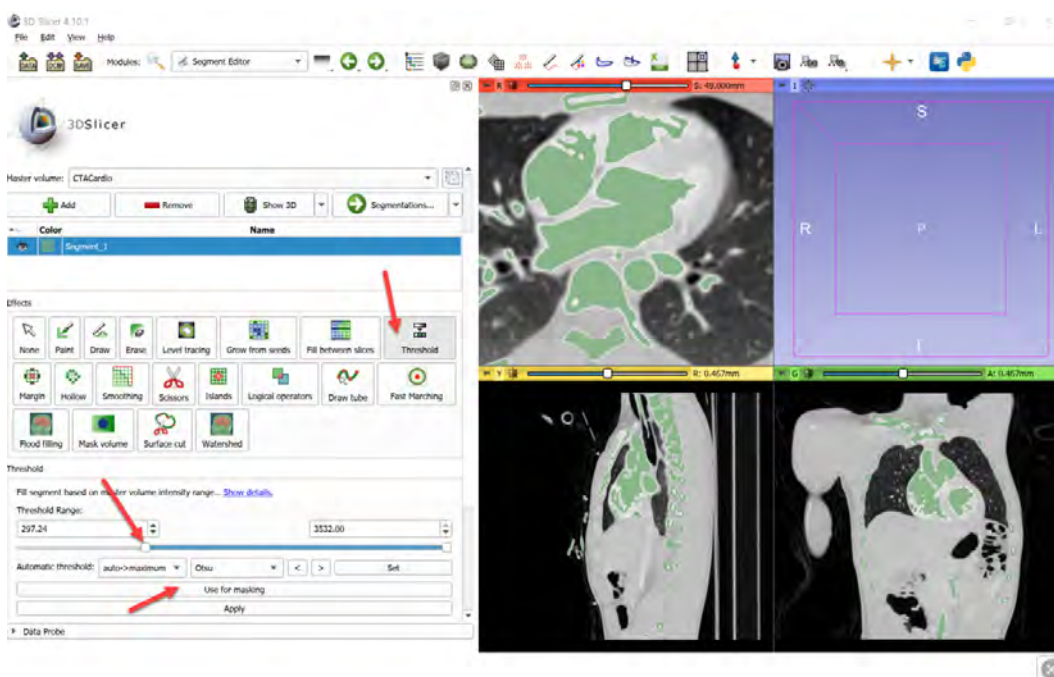 3D Slicer 4.10.1
File Edit View Help
DATA DCM SAVE Modules: Segment Editor
R S: 49.000mm 1
3DSlicer
S
R P L
I
Master volume: CTACardio
Add Remove Show 3D Segmentations...
Color Name
Segment_1
Effects
None Paint Draw Erase Level tracing Grow from seeds Fill between slices Threshold
Margin Hollow Smoothing Scissors Islands Logical operators Draw tube Fast Marching
Flood filling Mask volume Surface cut Watershed
Y R: 0.467mm G A: 0.467mm
Threshold
Fill segment based on master volume intensity range... Show details.
Threshold Range:
297.24 3532.00
Automatic threshold: auto->maximum Otsu < > Set
Use for masking
Apply
Data Probe